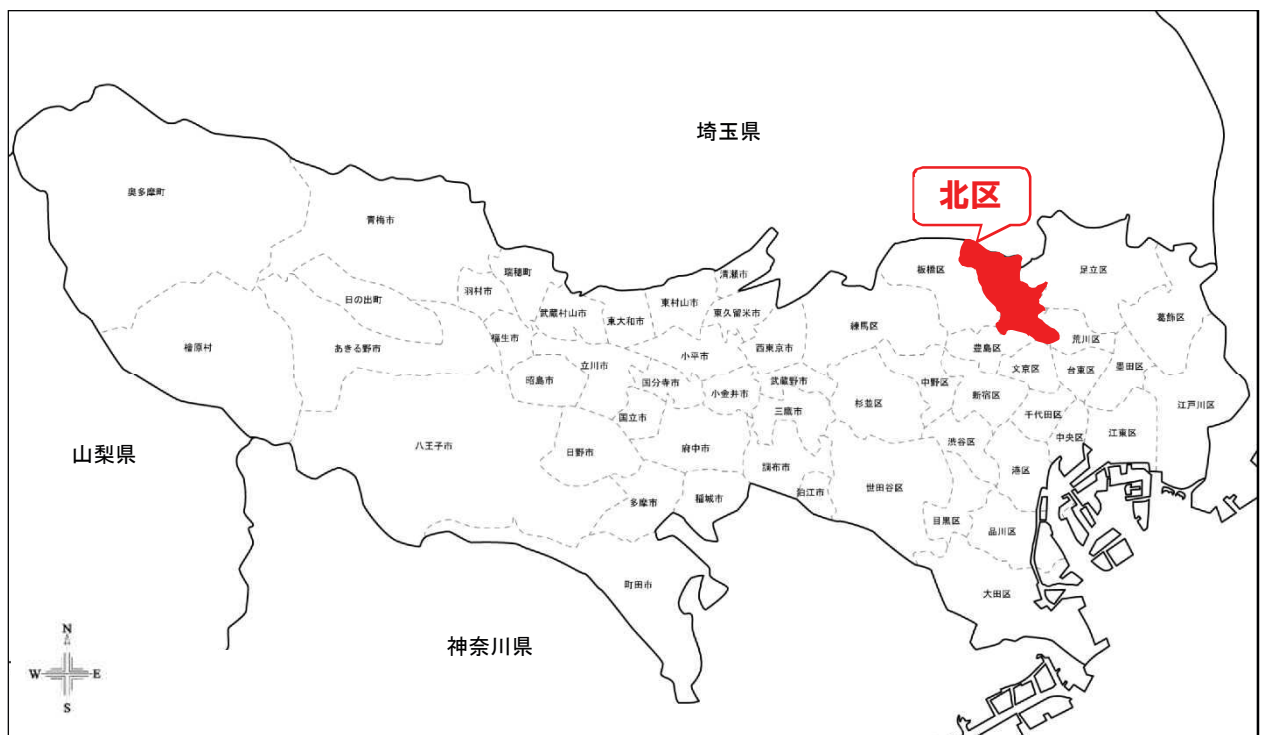 埼玉県
北区
奥多摩町
青梅市
瑞穂町
羽村市
日の出町
檜原村
あきる野市
福生市
武蔵村山市
東大和市
東村山市
清瀬市
東久留米市
西東京市
小平市
立川市
昭島市
国分寺市
小金井市
武蔵野市
三鷹市
国立市
府中市
日野市
八王子市
多摩市
稲城市
調布市
狛江市
町田市
板橋区
足立区
練馬区
葛飾区
豊島区
荒川区
文京区
台東区
墨田区
中野区
杉並区
新宿区
千代田区
江戸川区
渋谷区
中央区
江東区
港区
世田谷区
目黒区
品川区
大田区
山梨県
神奈川県
N
W
E
S